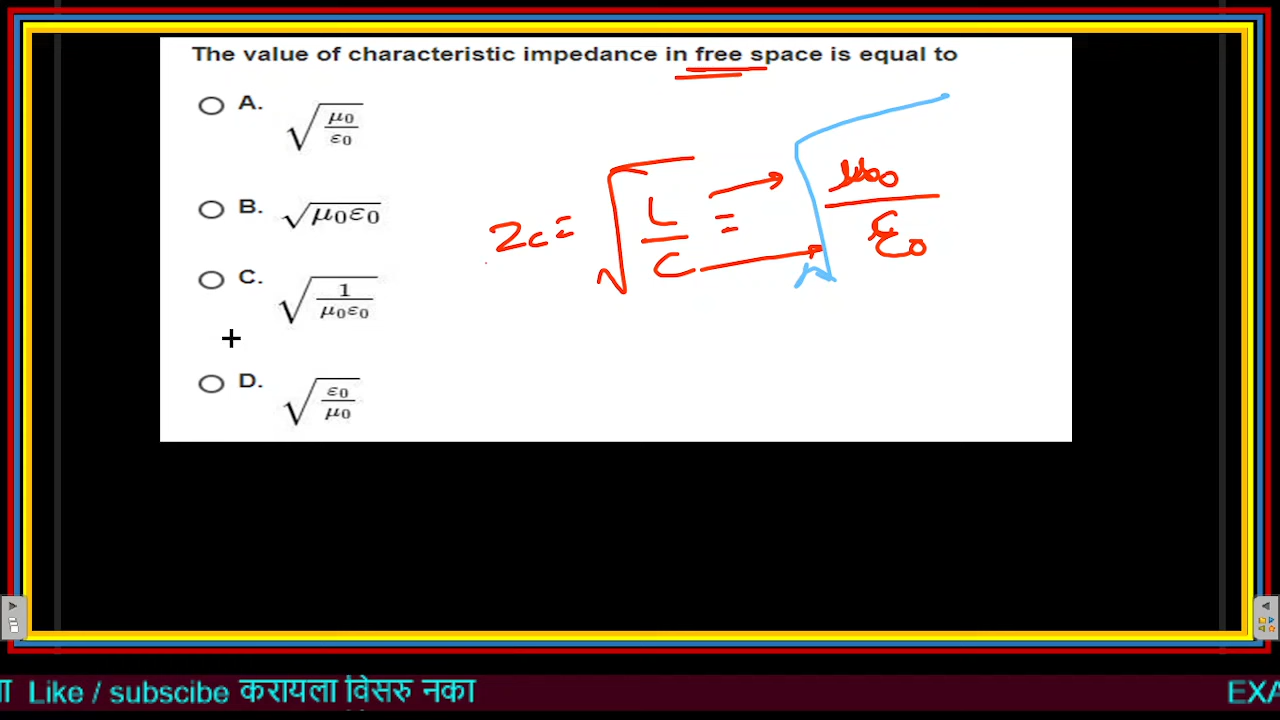 The value of characteristic impedance in free space is equal to
A. √(μ0/ε0)
B. √μ0ε0
C. √(1/μ0ε0)
D. √(ε0/μ0)
Zc = √(L/C) = √(μ0/ε0)
ा Like / subscibe करायला विसरु नका
EXA